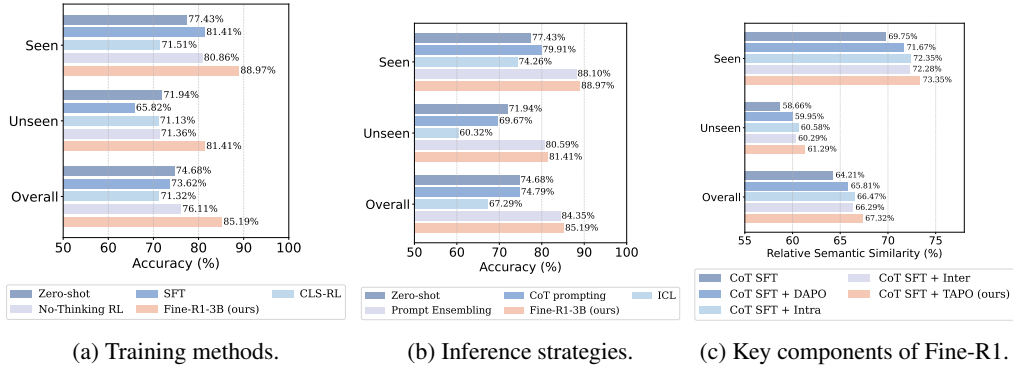 77.43%
81.41%
Seen
71.51%
80.86%
88.97%
71.94%
65.82%
Unseen
71.13%
71.36%
81.41%
74.68%
73.62%
Overall
71.32%
76.11%
85.19%
50 60 70 80 90 100
Accuracy (%)
Zero-shot SFT CLS-RL
No-Thinking RL Fine-R1-3B (ours)
(a) Training methods.
77.43%
79.91%
Seen
74.26%
88.10%
88.97%
71.94%
69.67%
Unseen
60.32%
80.59%
81.41%
74.68%
74.79%
Overall
67.29%
84.35%
85.19%
50 60 70 80 90 100
Accuracy (%)
Zero-shot CoT prompting ICL
Prompt Ensembling Fine-R1-3B (ours)
(b) Inference strategies.
69.75%
71.67%
Seen
72.35%
72.28%
73.35%
58.66%
59.95%
Unseen
60.58%
60.29%
61.29%
64.21%
65.81%
Overall
66.47%
66.29%
67.32%
55 60 65 70 75
Relative Semantic Similarity (%)
CoT SFT CoT SFT + Inter
CoT SFT + DAPO CoT SFT + TAPO (ours)
CoT SFT + Intra
(c) Key components of Fine-R1.